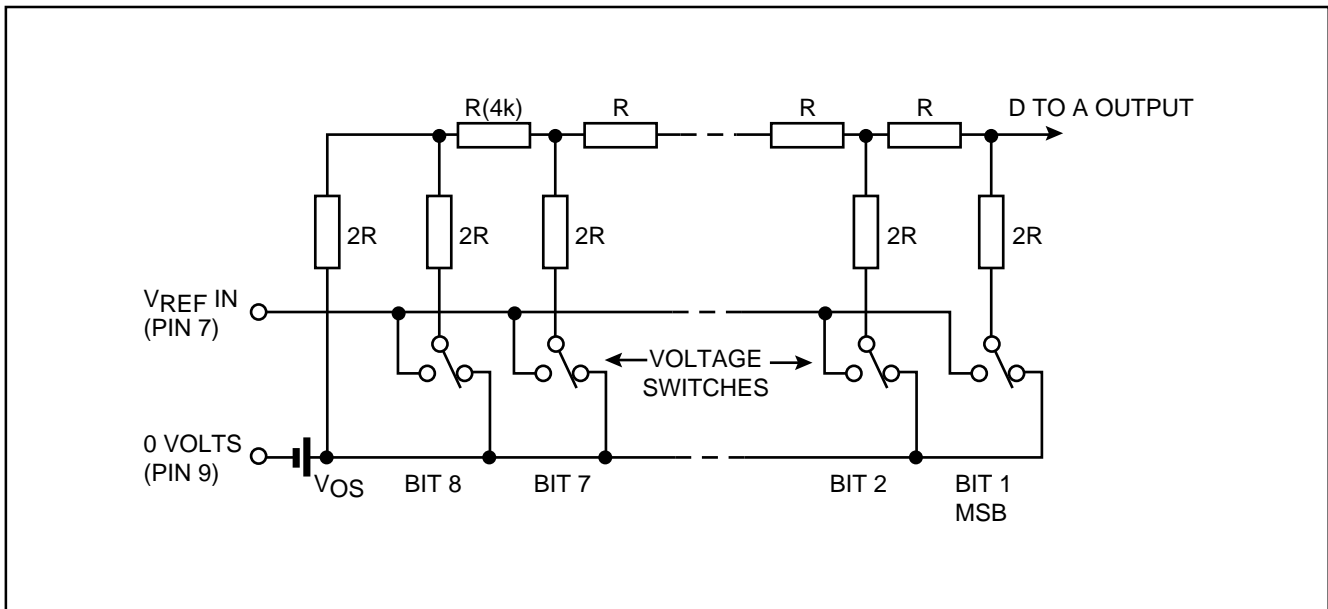 R(4k) R R R D TO A OUTPUT
2R 2R 2R 2R 2R
VREF IN
(PIN 7)
VOLTAGE
SWITCHES
0 VOLTS
(PIN 9)
VOS BIT 8 BIT 7 BIT 2 BIT 1
MSB